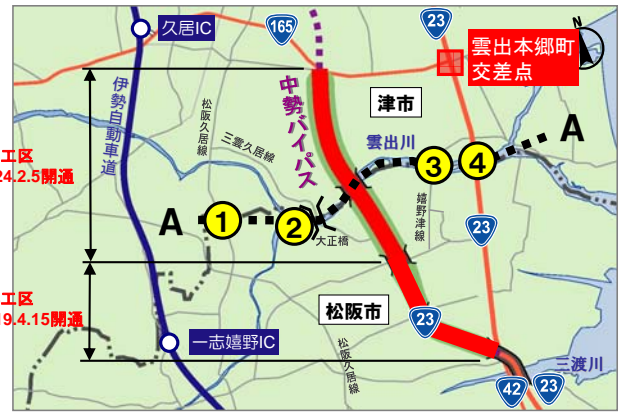 久居IC
165
23
雲出本郷町
交差点
N
伊勢自動車道
松阪久居線
三雲久居線
中勢バイパス
津市
雲出川
A
3
4
工区
24.2.5開通
A
1
2
大正橋
嬉野津線
23
工区
19.4.15開通
松阪市
23
一志嬉野IC
松阪久居線
三渡川
42
23